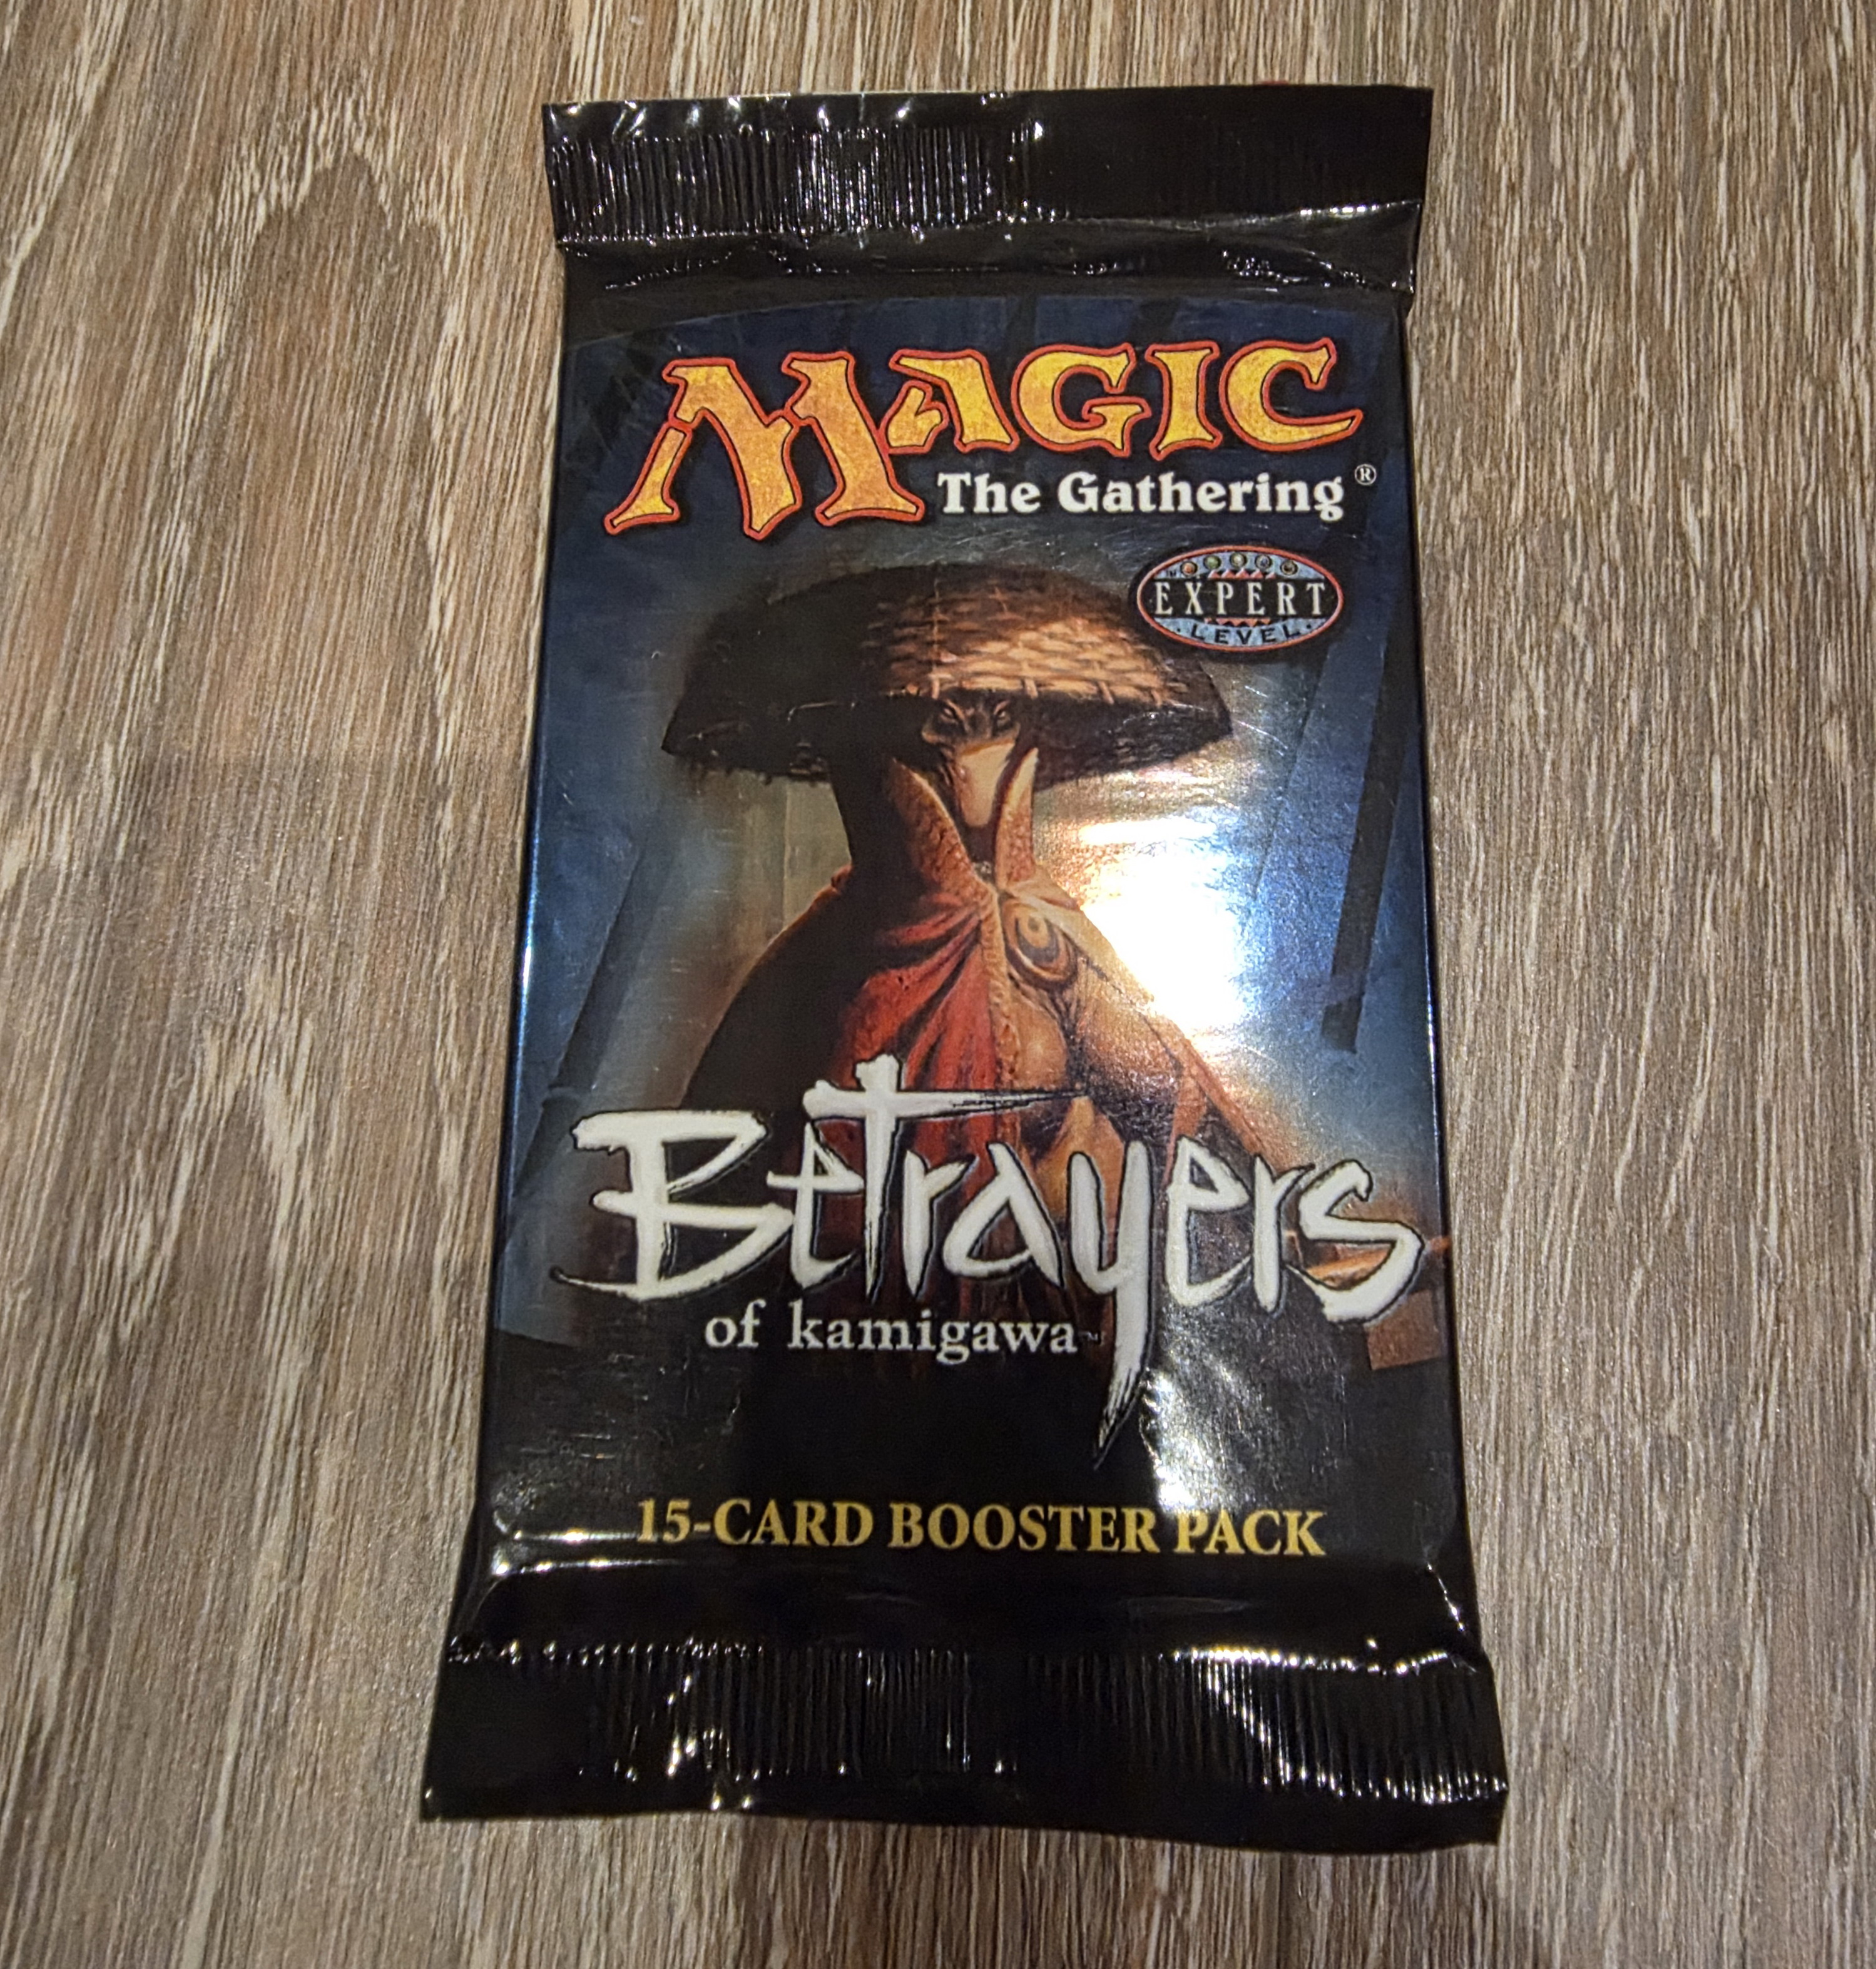 MAGIC
The Gathering®
EXPERT
LEVEL
Betrayers
of kamigawa™
15-CARD BOOSTER PACK